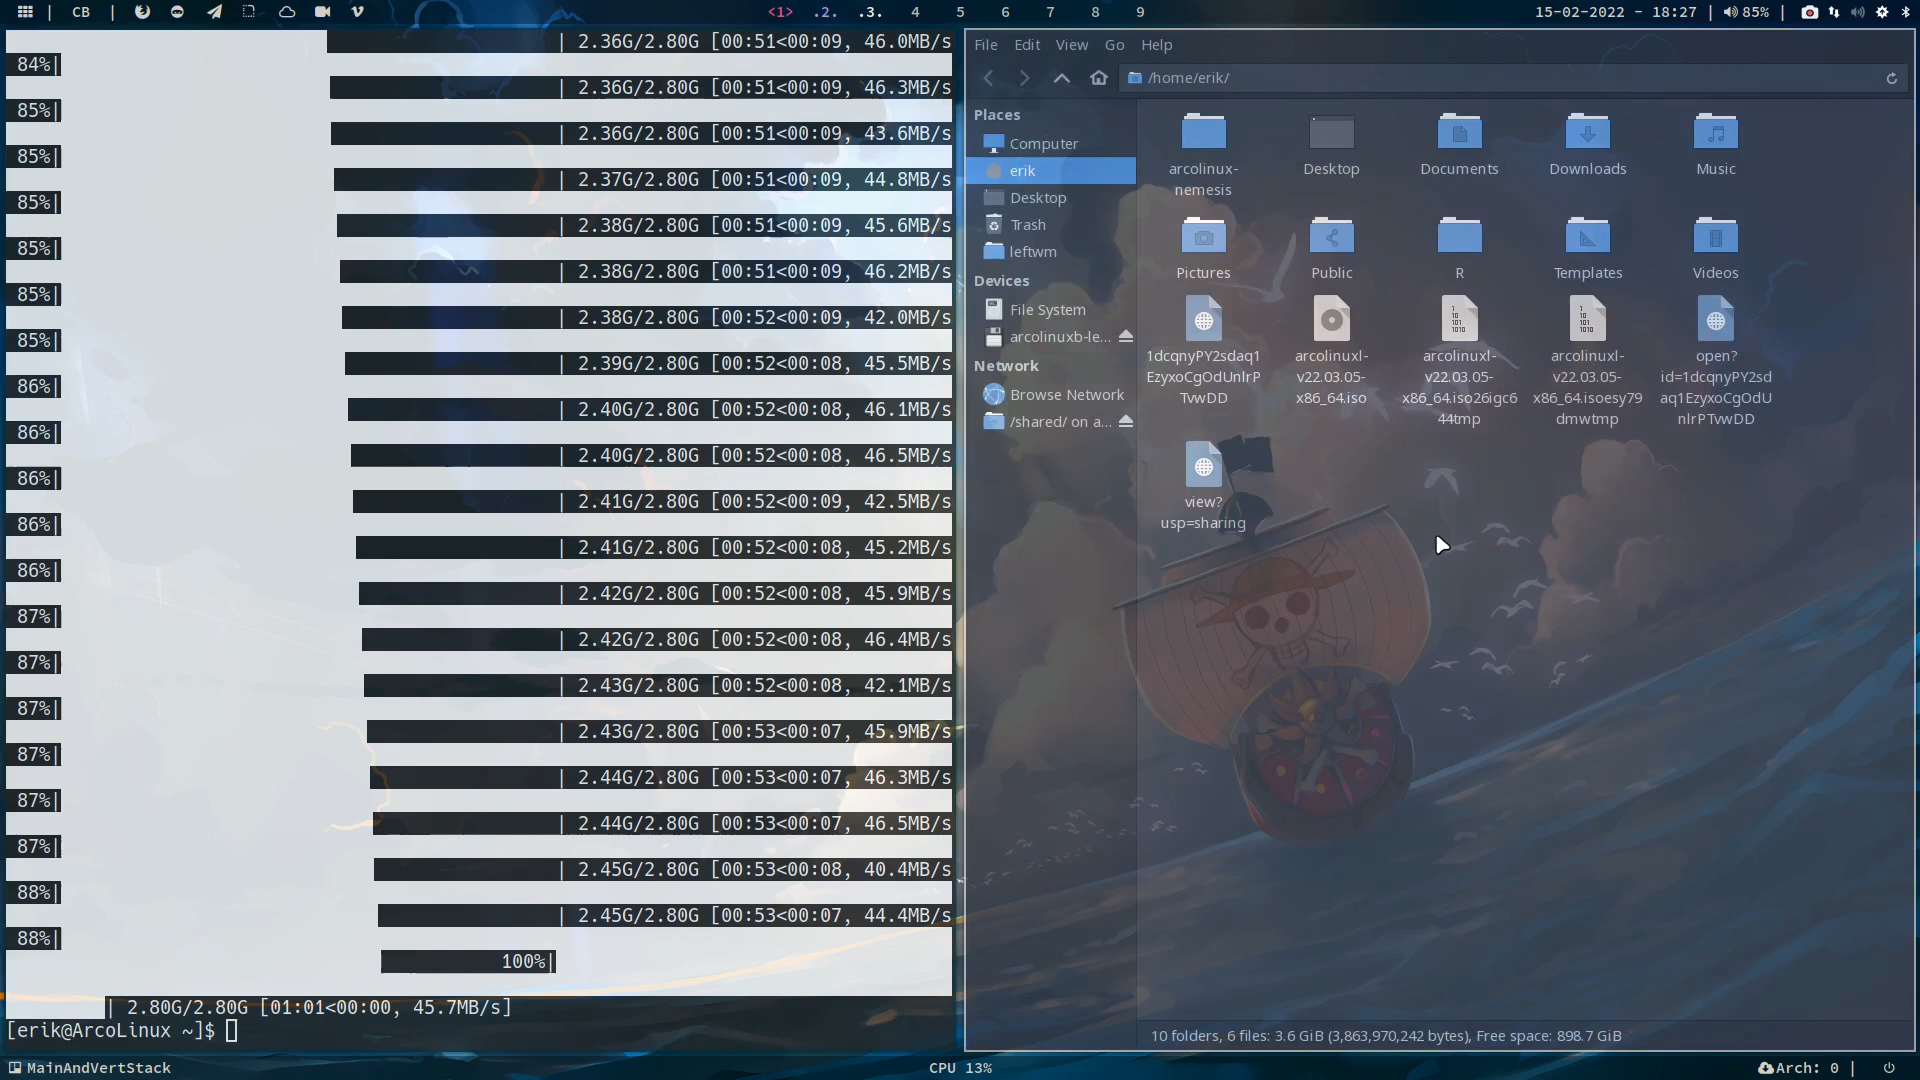 CB
<1> .2. .3. 4 5 6 7 8 9
15-02-2022 - 18:27 | 85% |
| 2.36G/2.80G [00:51<00:09, 46.0MB/s
84%|
| 2.36G/2.80G [00:51<00:09, 46.3MB/s
85%|
| 2.36G/2.80G [00:51<00:09, 43.6MB/s
85%|
| 2.37G/2.80G [00:51<00:09, 44.8MB/s
85%|
| 2.38G/2.80G [00:51<00:09, 45.6MB/s
85%|
| 2.38G/2.80G [00:51<00:09, 46.2MB/s
85%|
| 2.38G/2.80G [00:52<00:09, 42.0MB/s
85%|
| 2.39G/2.80G [00:52<00:09, 45.5MB/s
86%|
| 2.40G/2.80G [00:52<00:09, 46.1MB/s
86%|
| 2.40G/2.80G [00:52<00:08, 46.5MB/s
86%|
| 2.41G/2.80G [00:52<00:09, 42.5MB/s
86%|
| 2.41G/2.80G [00:52<00:08, 45.2MB/s
86%|
| 2.42G/2.80G [00:52<00:08, 45.9MB/s
87%|
| 2.42G/2.80G [00:52<00:08, 46.4MB/s
87%|
| 2.43G/2.80G [00:52<00:08, 42.1MB/s
87%|
| 2.43G/2.80G [00:53<00:07, 45.9MB/s
87%|
| 2.44G/2.80G [00:53<00:07, 46.3MB/s
87%|
| 2.44G/2.80G [00:53<00:07, 46.5MB/s
87%|
| 2.45G/2.80G [00:53<00:08, 40.4MB/s
88%|
| 2.45G/2.80G [00:53<00:07, 44.4MB/s
88%|
100%|
| 2.80G/2.80G [01:01<00:00, 45.7MB/s]
[erik@ArcoLinux ~]$
File Edit View Go Help
/home/erik/
Places
Computer
erik
Desktop
Trash
leftwm
Devices
File System
arcolinuxb-le...
Network
Browse Network
/shared/ on a...
arcolinux-
nemesis
Desktop
Documents
Downloads
Music
Pictures
Public
R
Templates
Videos
1dcqnyPY2sdaq1
EzyxoCgOdUnlrP
TvwDD
arcolinuxl-
v22.03.05-
x86_64.iso
arcolinuxl-
v22.03.05-
x86_64.iso26igc6
44tmp
arcolinuxl-
v22.03.05-
x86_64.isoesy79
dmwtmp
open?
id=1dcqnyPY2sd
aq1EzyxoCgOdU
nlrPTvwDD
view?
usp=sharing
10 folders, 6 files: 3.6 GiB (3,863,970,242 bytes), Free space: 898.7 GiB
MainAndVertStack
CPU 13%
Arch: 0 |